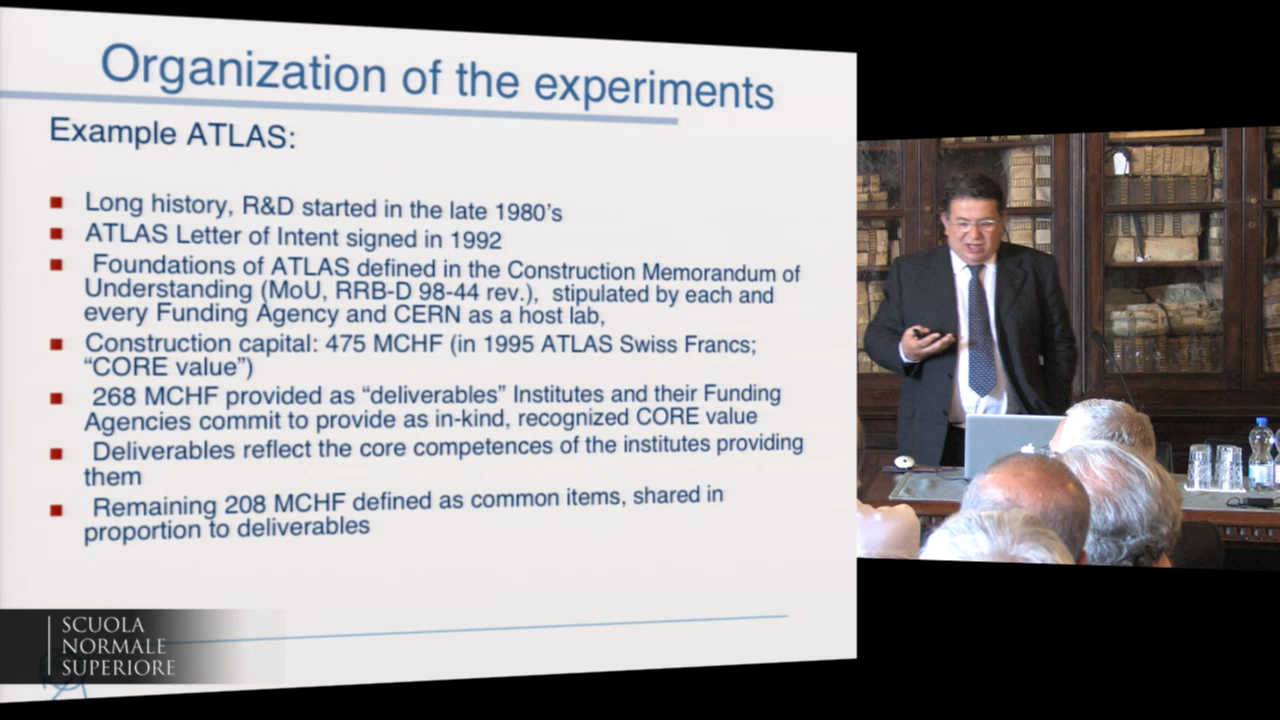 Organization of the experiments
Example ATLAS:
Long history, R&D started in the late 1980's
ATLAS Letter of Intent signed in 1992
Foundations of ATLAS defined in the Construction Memorandum of
Understanding (MoU, RRB-D 98-44 rev.), stipulated by each and
every Funding Agency and CERN as a host lab,
Construction capital: 475 MCHF (in 1995 ATLAS Swiss Francs;
“CORE value”)
268 MCHF provided as “deliverables” Institutes and their Funding
Agencies commit to provide as in-kind, recognized CORE value
Deliverables reflect the core competences of the institutes providing
them
Remaining 208 MCHF defined as common items, shared in
proportion to deliverables
SCUOLA
NORMALE
SUPERIORE